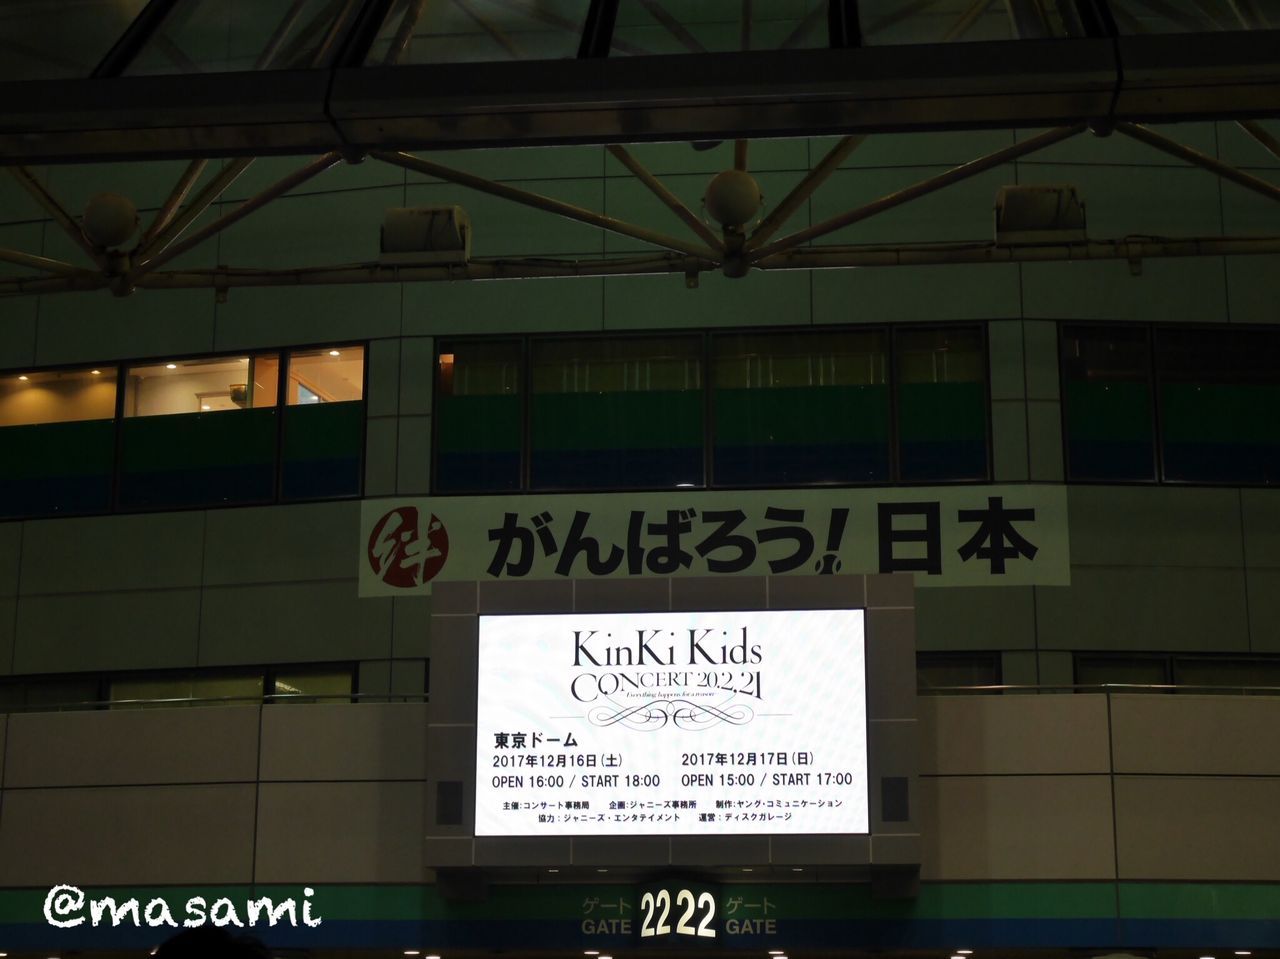 絆 がんばろう!日本
KinKi Kids
CONCERT 20.2.21
Everything happens for a reason
東京ドーム
2017年12月16日(土) 2017年12月17日(日)
OPEN 16:00 / START 18:00 OPEN 15:00 / START 17:00
主催:コンサート事務局 企画:ジャニーズ事務所 制作:ヤング・コミュニケーション
協力:ジャニーズ・エンタテイメント 運営:ディスクガレージ
ゲート 22 22 ゲート
GATE GATE
@masami